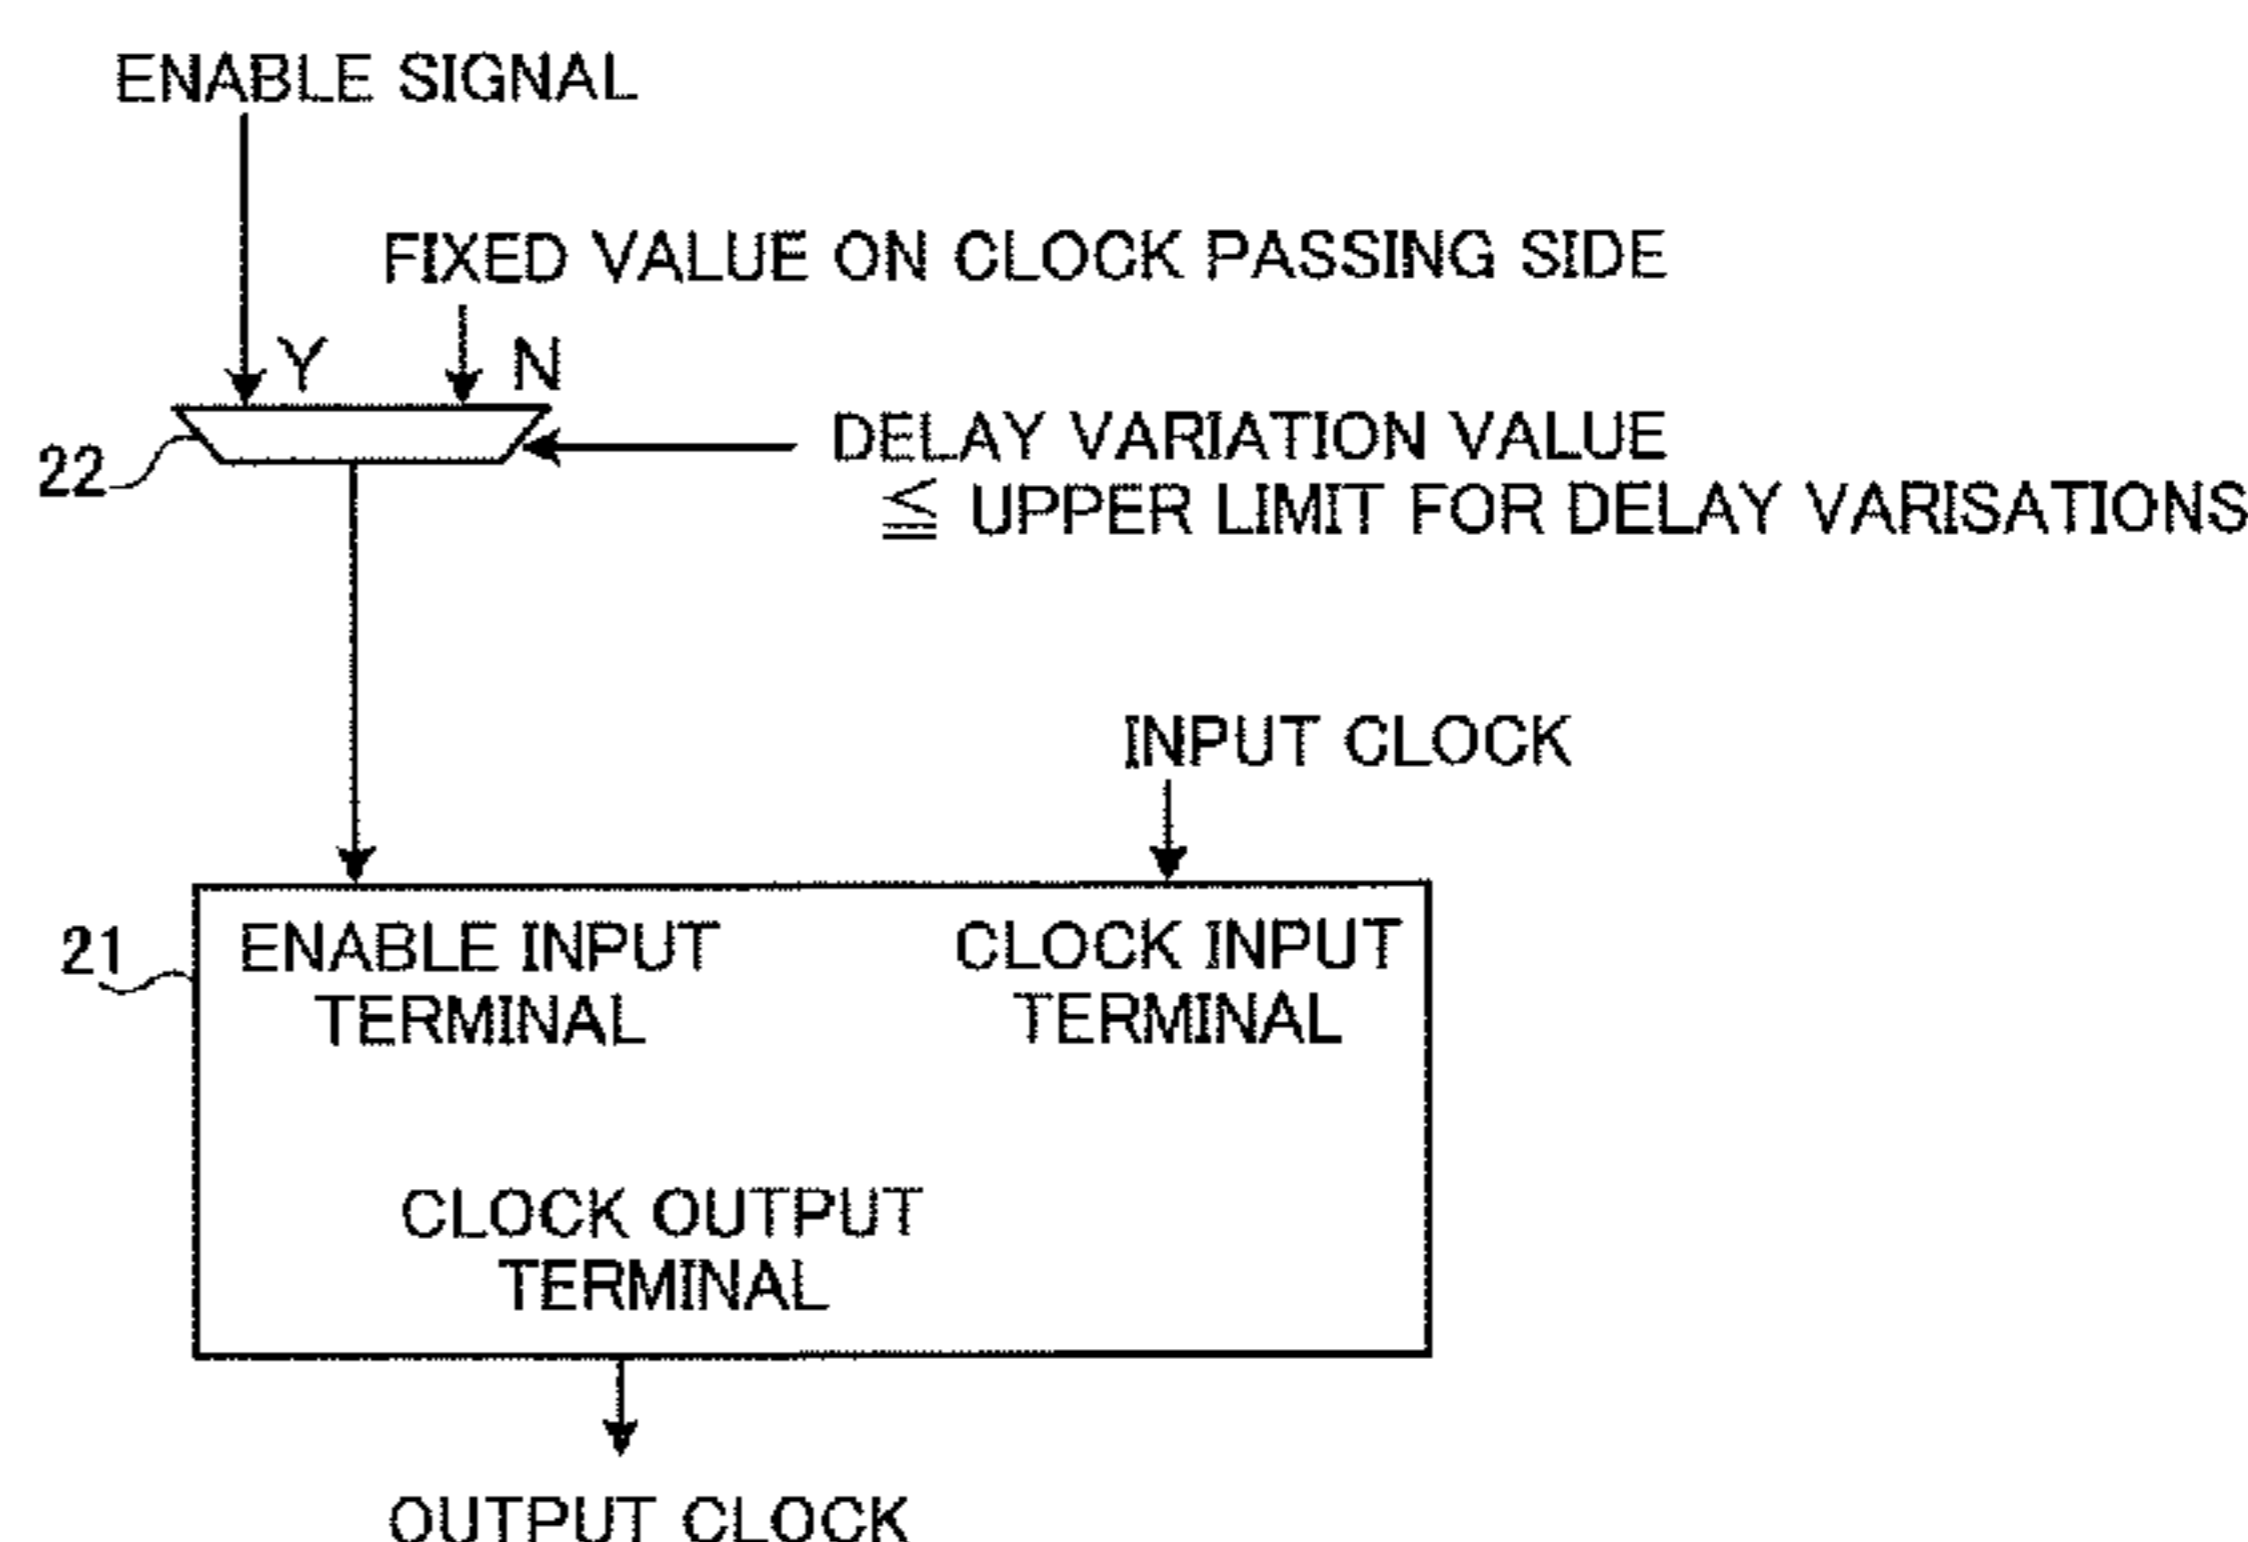 ENABLE SIGNAL
FIXED VALUE ON CLOCK PASSING SIDE
Y N
22
DELAY VARIATION VALUE
≦ UPPER LIMIT FOR DELAY VARISATIONS
INPUT CLOCK
21
ENABLE INPUT
TERMINAL
CLOCK INPUT
TERMINAL
CLOCK OUTPUT
TERMINAL
OUTPUT CLOCK